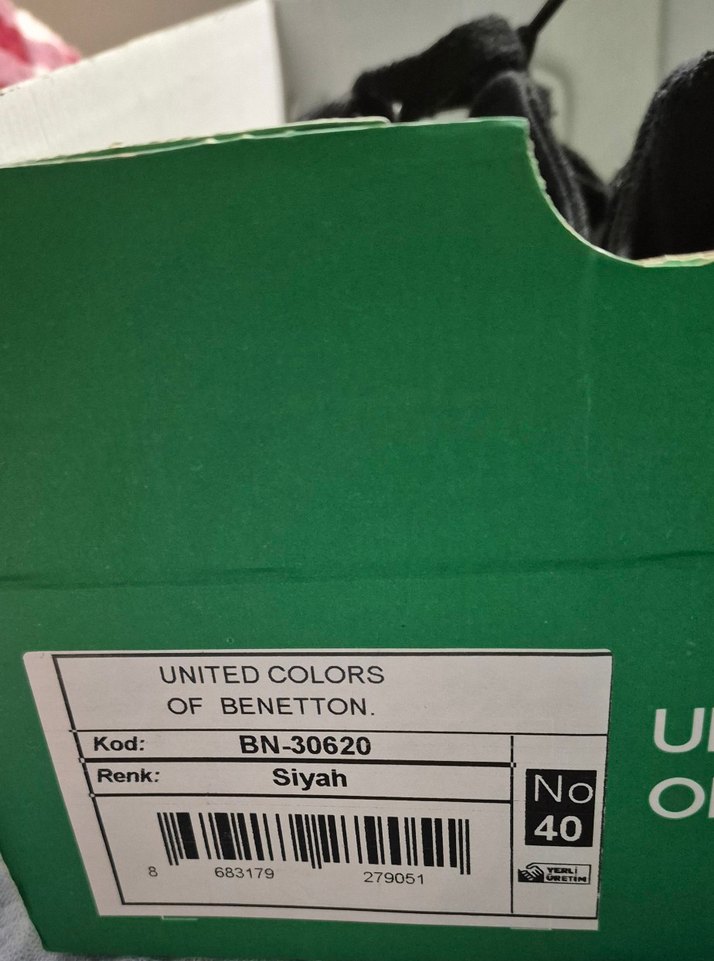 UNITED COLORS
OF BENETTON.
Kod: BN-30620
Renk: Siyah
No
40
8 683179 279051
YERLİ
ÜRETİM